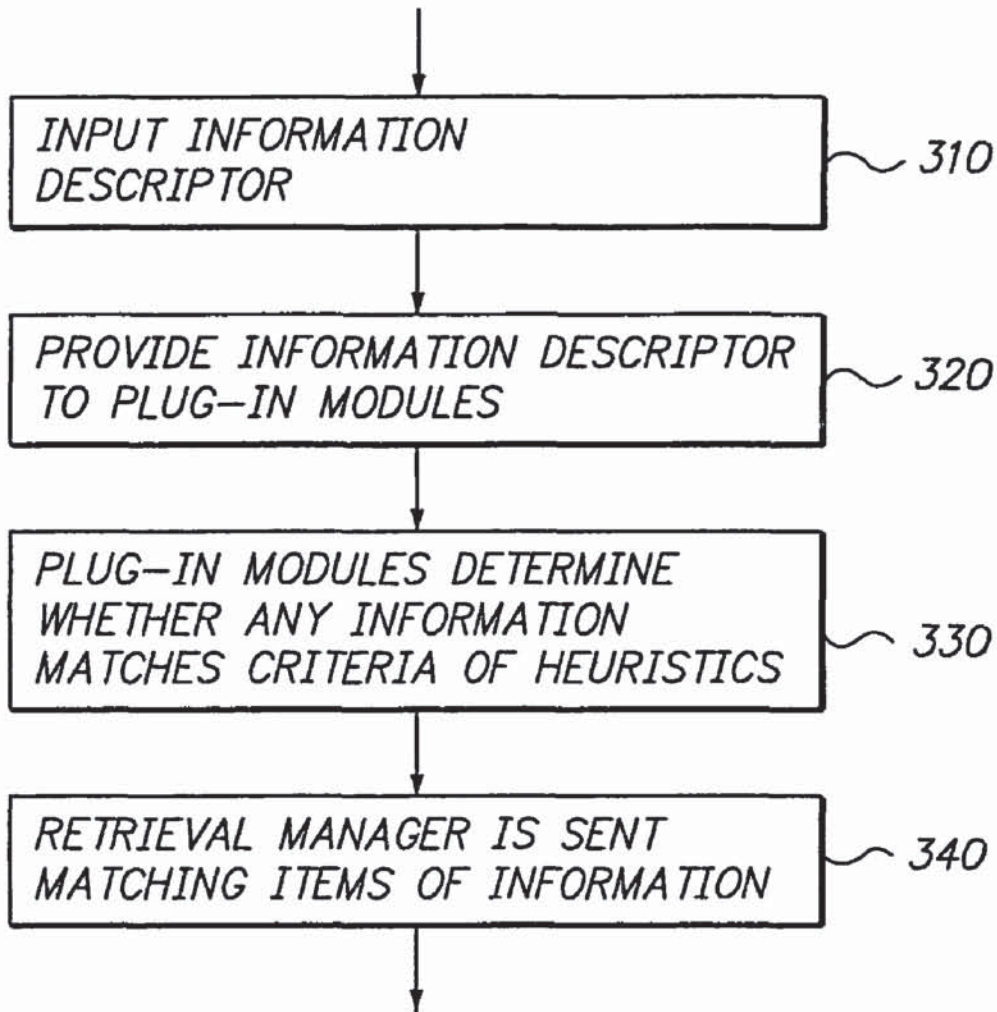 INPUT INFORMATION
DESCRIPTOR
310
PROVIDE INFORMATION DESCRIPTOR
TO PLUG-IN MODULES
320
PLUG-IN MODULES DETERMINE
WHETHER ANY INFORMATION
MATCHES CRITERIA OF HEURISTICS
330
RETRIEVAL MANAGER IS SENT
MATCHING ITEMS OF INFORMATION
340